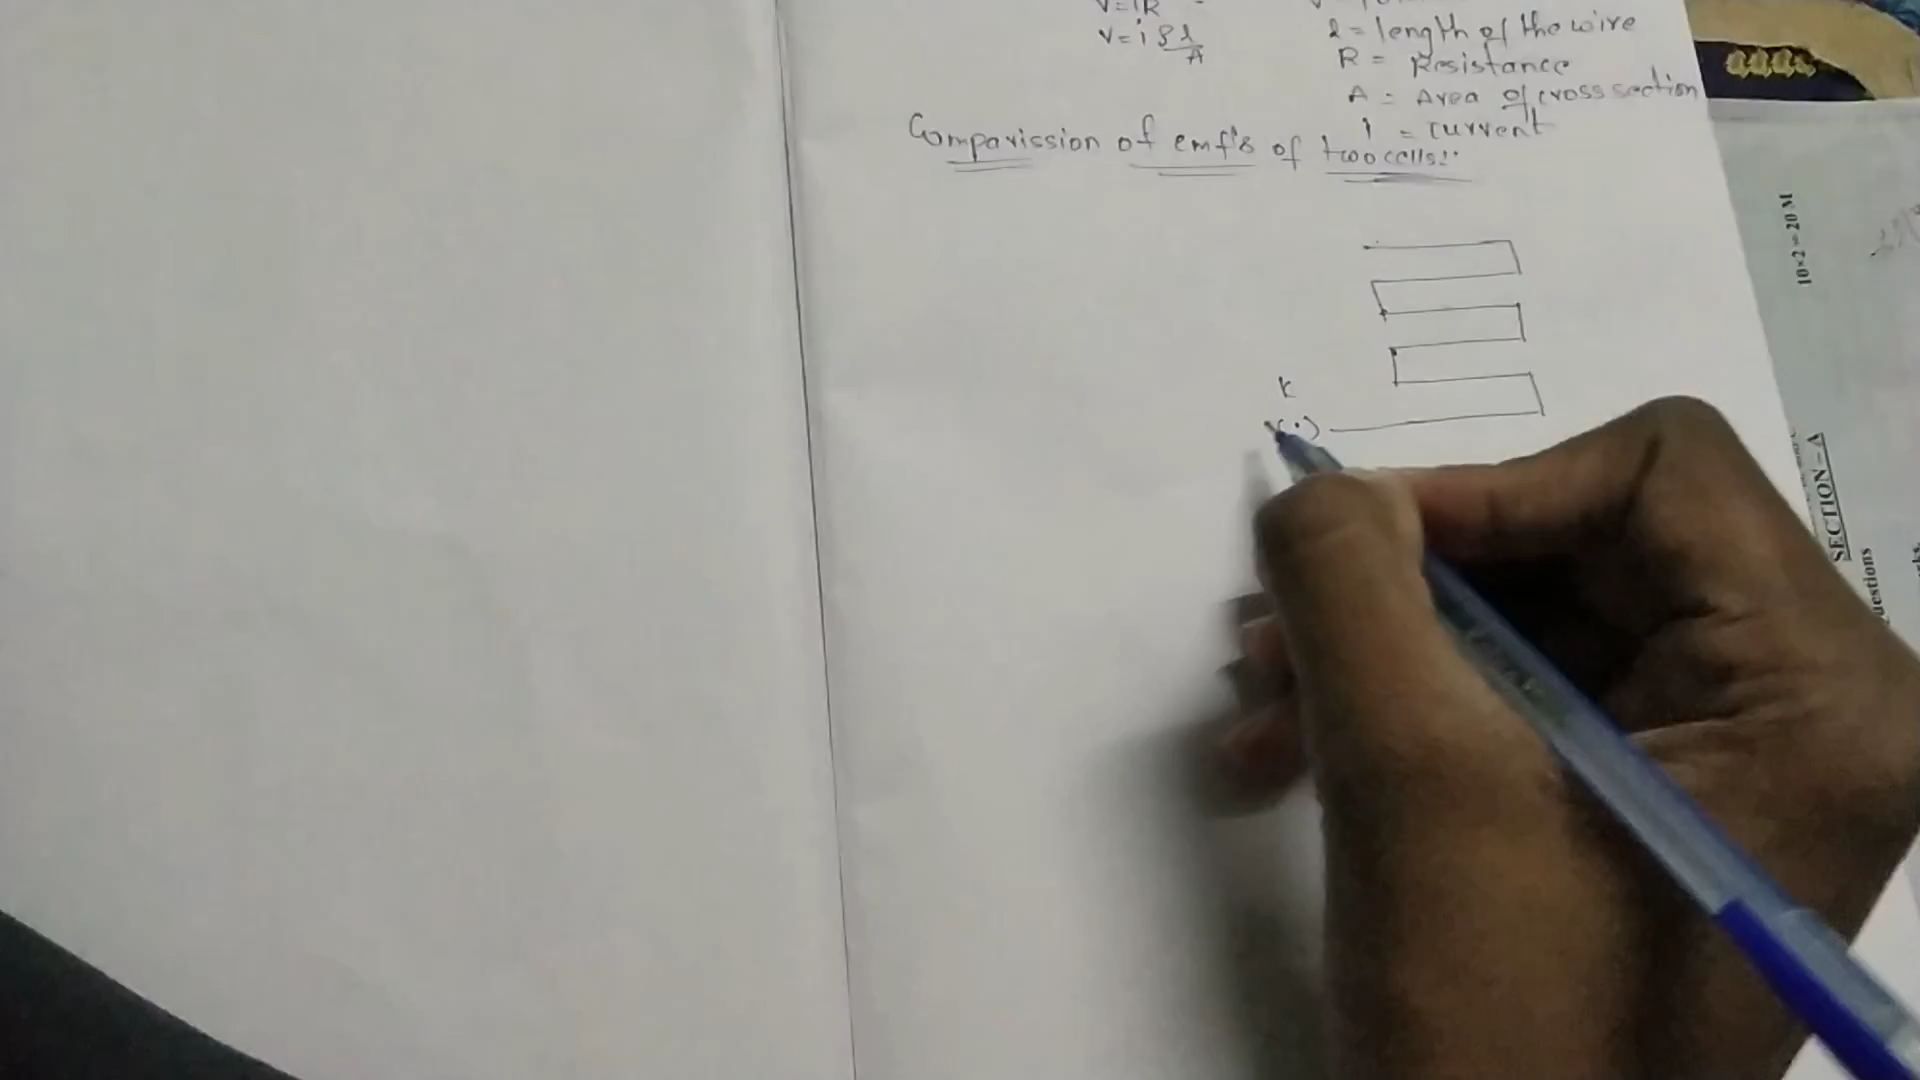 V=iR
V=iρl/A
l = length of the wire
R = Resistance
A = Area of cross section
i = current
Comparission of emf's of two cells:
K
(.)
10×2=20 M
SECTION-A